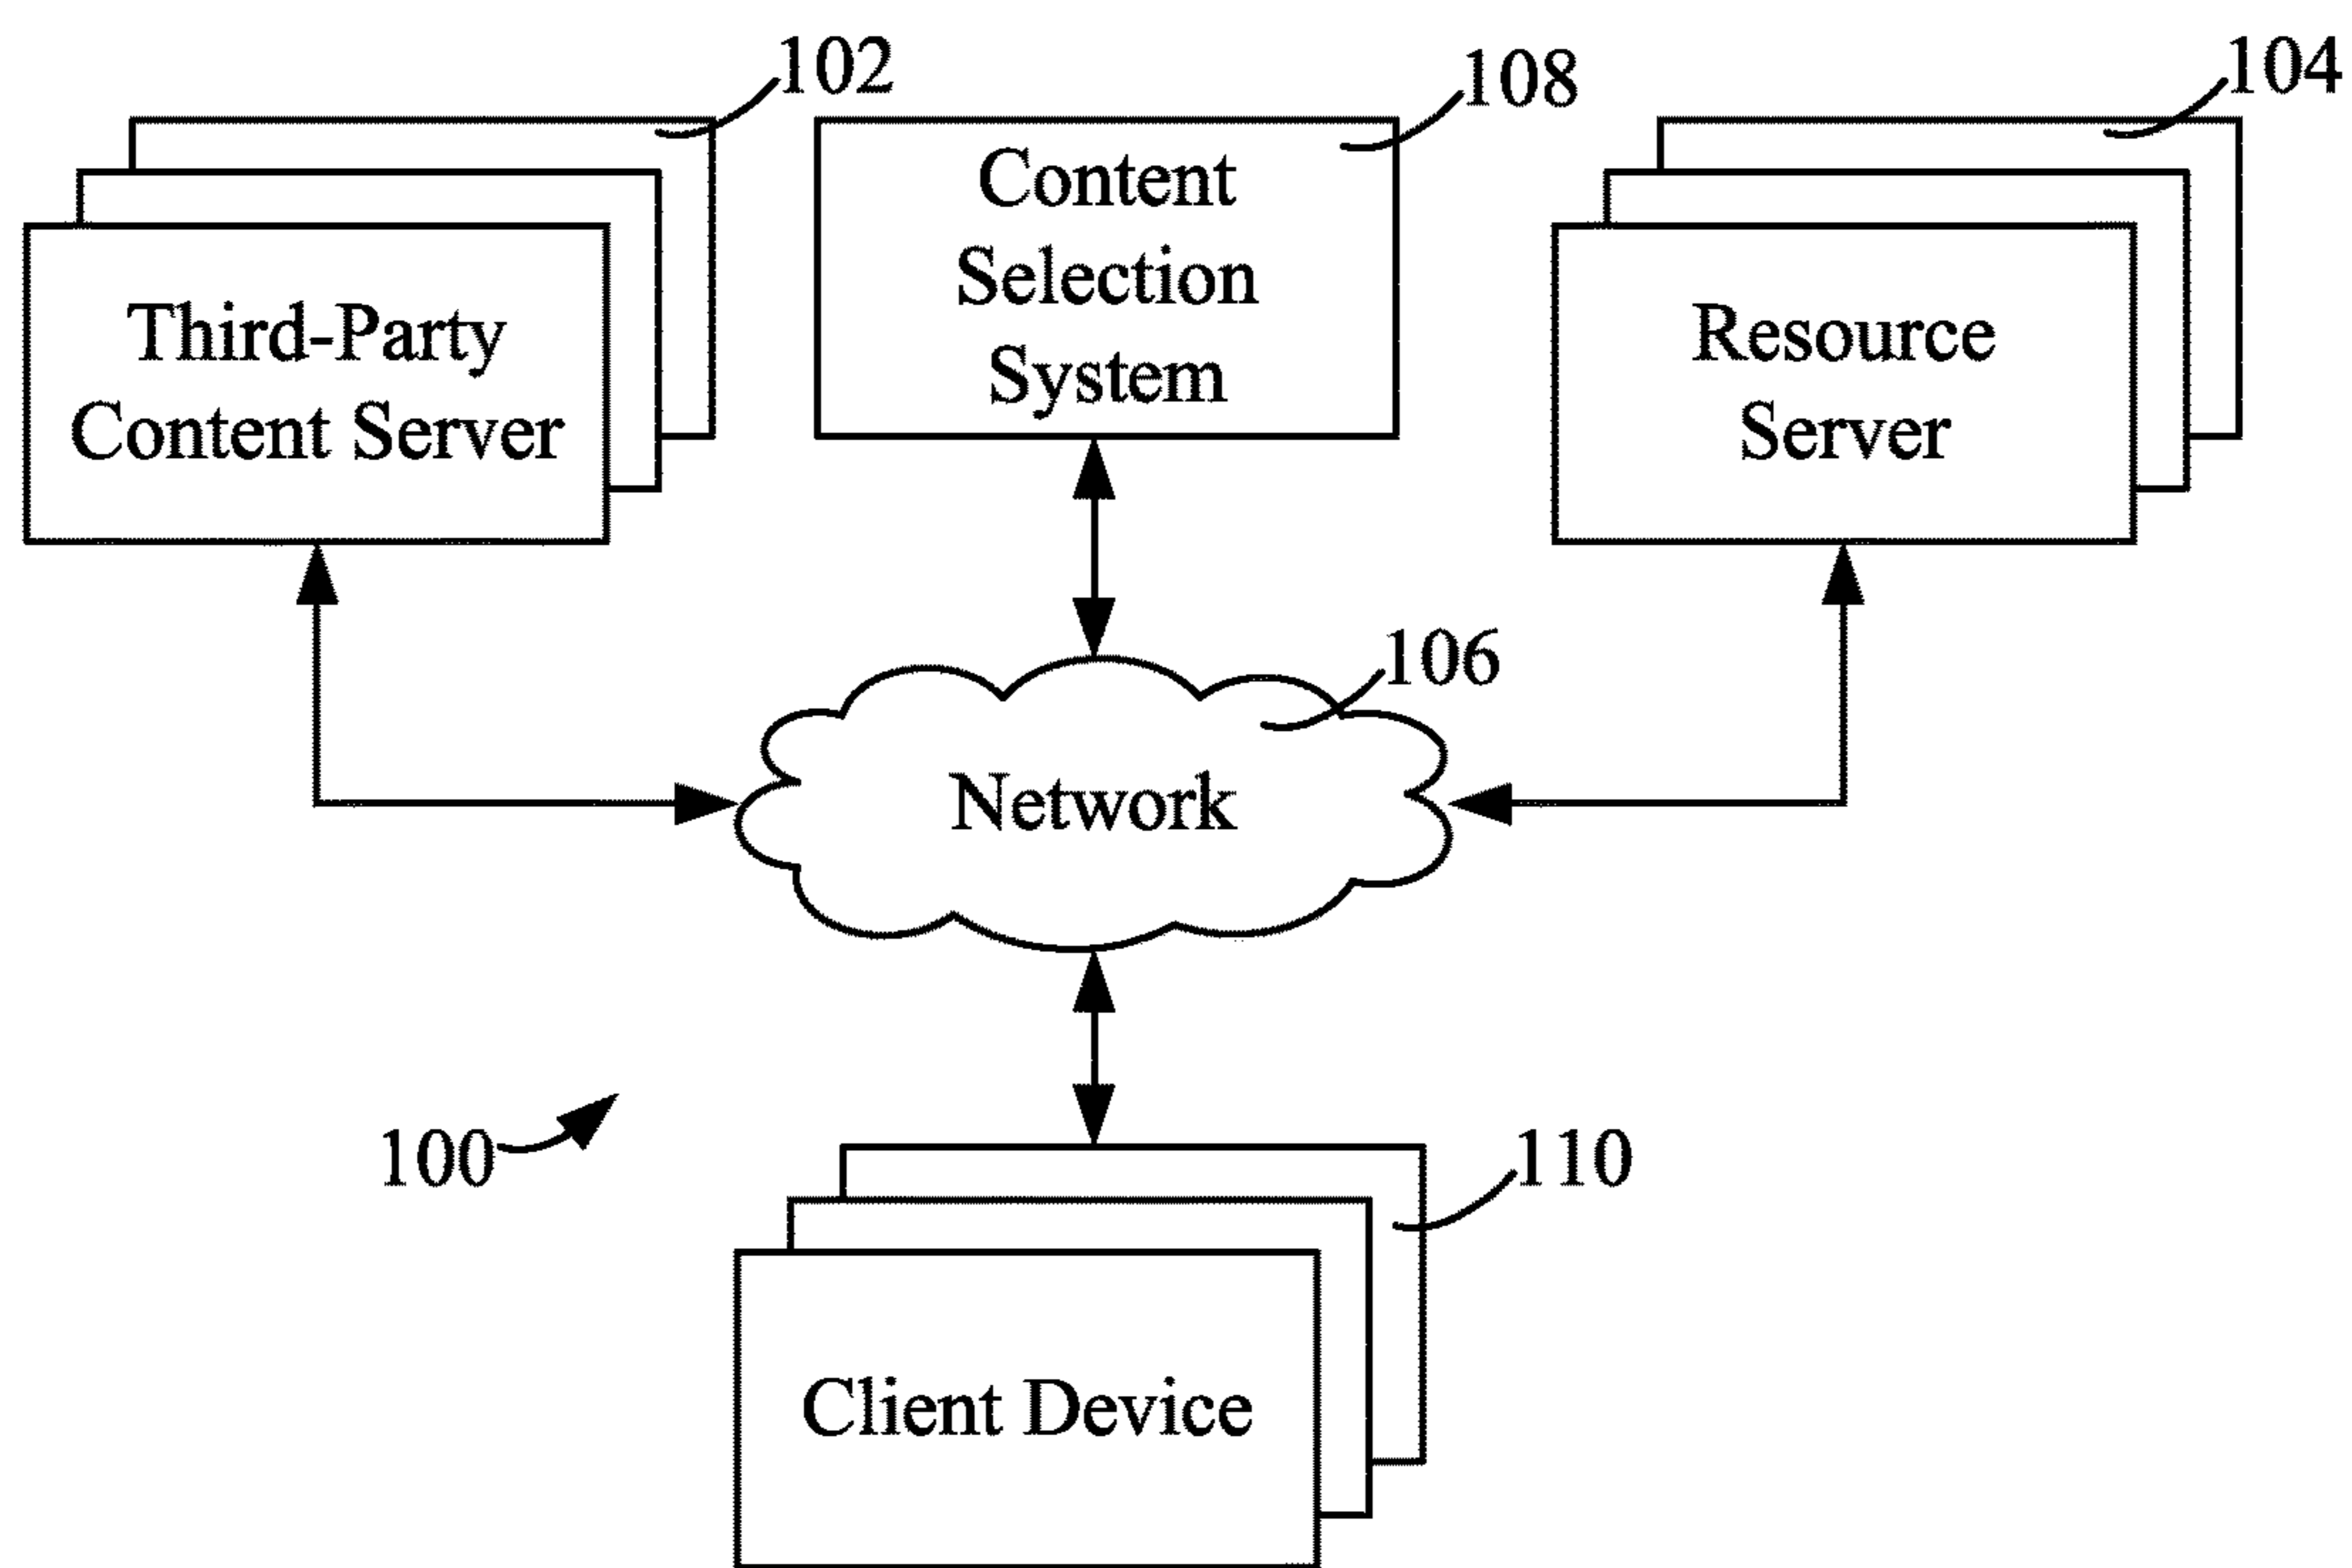 102
108
104
Content
Selection
System
Third-Party
Content Server
Resource
Server
106
Network
100
110
Client Device